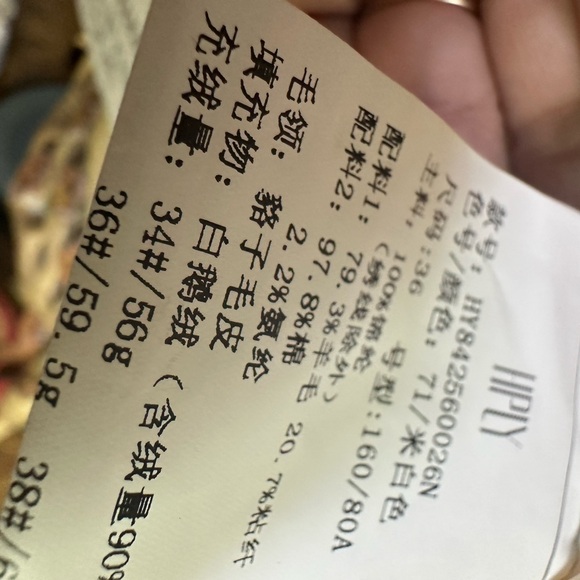 HPLY
款号: HY842560026N
色号/颜色: 71/米白色
尺码:36 号型:160/80A
主料: 100%锦纶
(绣线除外)
配料1: 79.3%羊毛 20.7%粘纤
配料2: 97.8%棉
2.2%氨纶
毛领: 貉子毛皮
填充物: 白鹅绒 (含绒量90%
充绒量: 34#/56g
36#/59.5g 38#/6